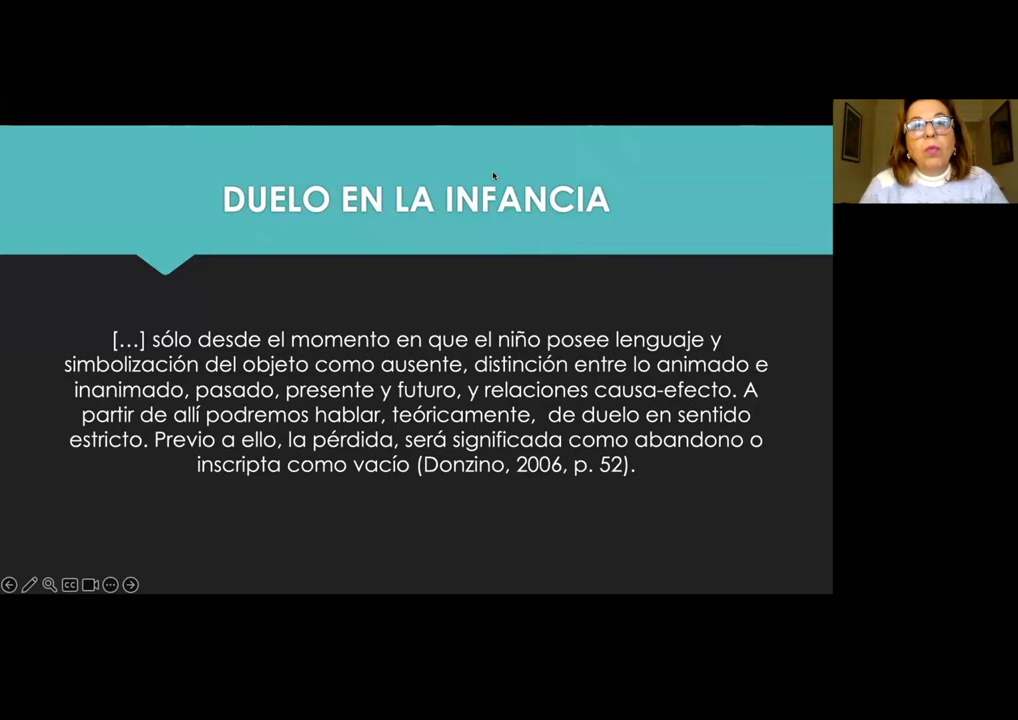 DUELO EN LA INFANCIA
[...] sólo desde el momento en que el niño posee lenguaje y
simbolización del objeto como ausente, distinción entre lo animado e
inanimado, pasado, presente y futuro, y relaciones causa-efecto. A
partir de allí podremos hablar, teóricamente,  de duelo en sentido
estricto. Previo a ello, la pérdida, será significada como abandono o
inscripta como vacío (Donzino, 2006, p. 52).
CC